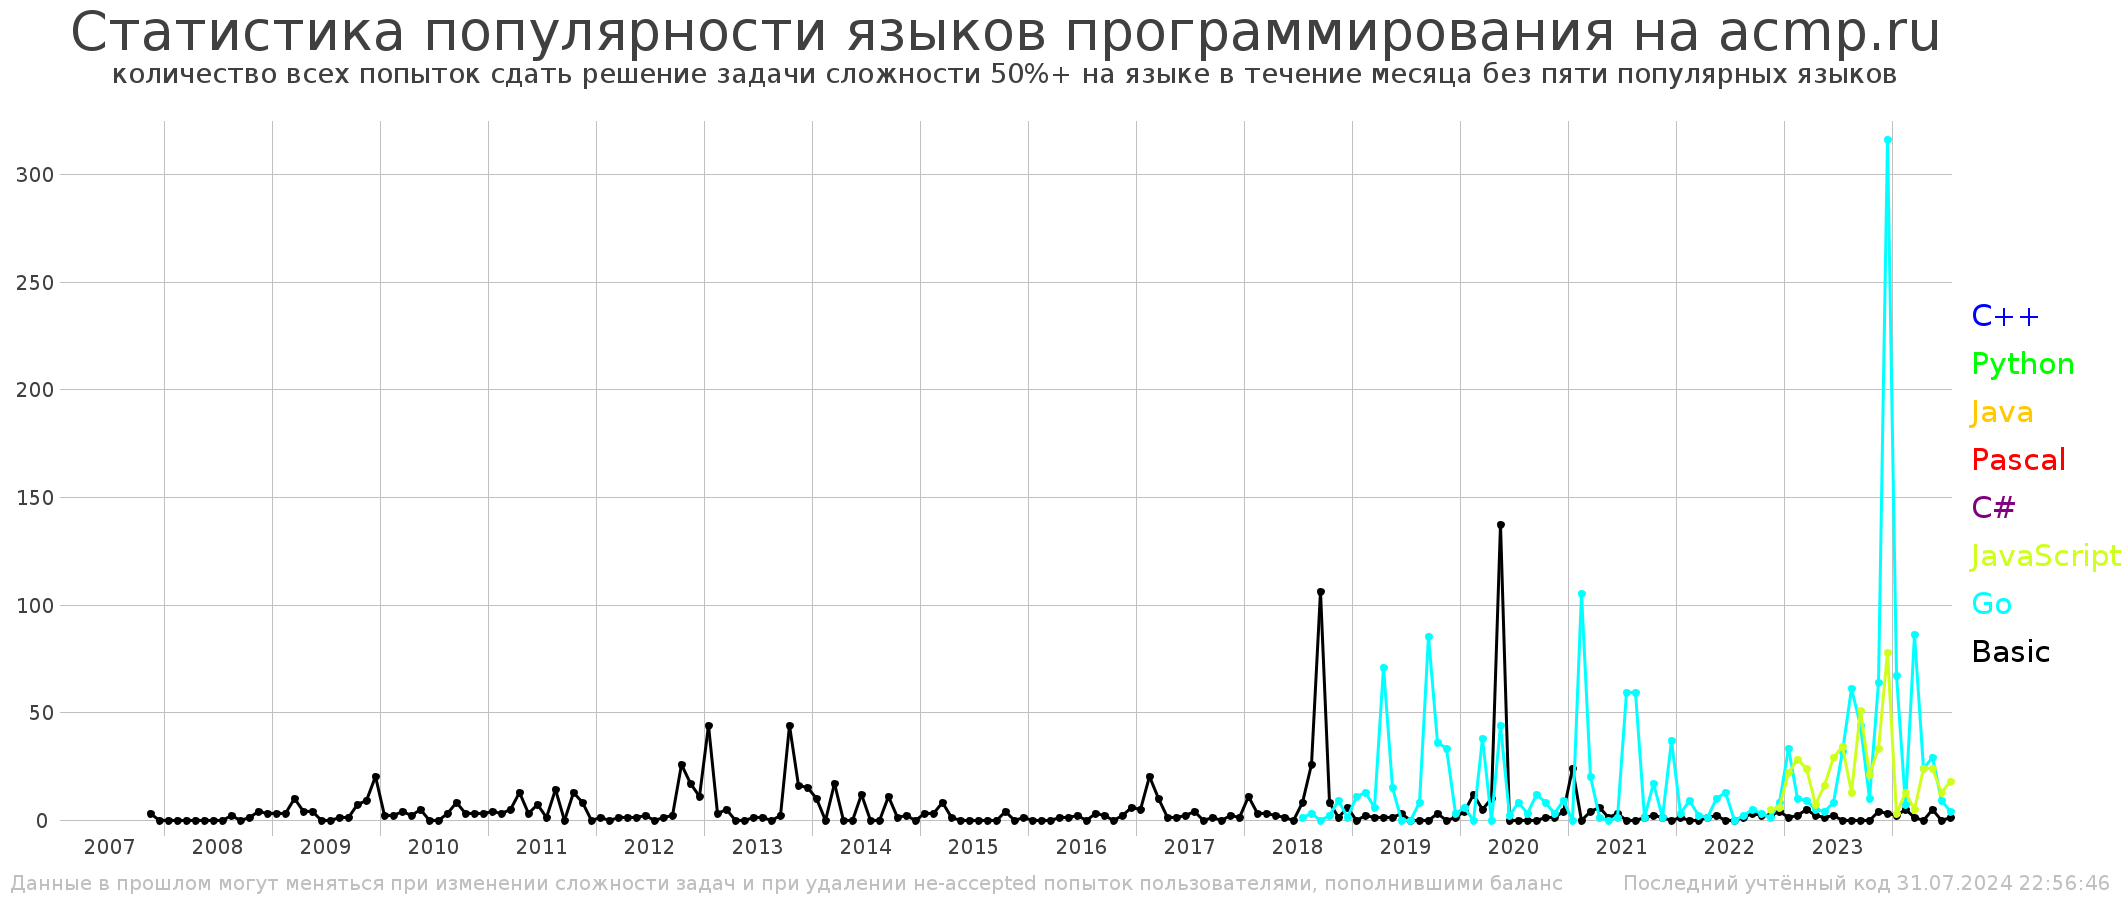 Статистика популярности языков программирования на acmp.ru
количество всех попыток сдать решение задачи сложности 50%+ на языке в течение месяца без пяти популярных языков
300
250
200
150
100
50
0
C++
Python
Java
Pascal
C#
JavaScript
Go
Basic
2007 2008 2009 2010 2011 2012 2013 2014 2015 2016 2017 2018 2019 2020 2021 2022 2023
Данные в прошлом могут меняться при изменении сложности задач и при удалении не-accepted попыток пользователями, пополнившими баланс
Последний учтённый код 31.07.2024 22:56:46